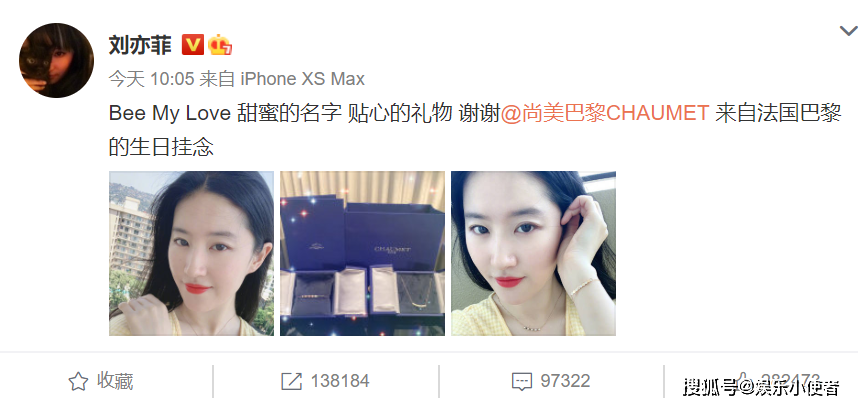 刘亦菲
今天 10:05 来自 iPhone XS Max
Bee My Love 甜蜜的名字 贴心的礼物 谢谢@尚美巴黎CHAUMET 来自法国巴黎
的生日挂念
CHAUMET
收藏
138184
97322
搜狐号@娱乐小使者